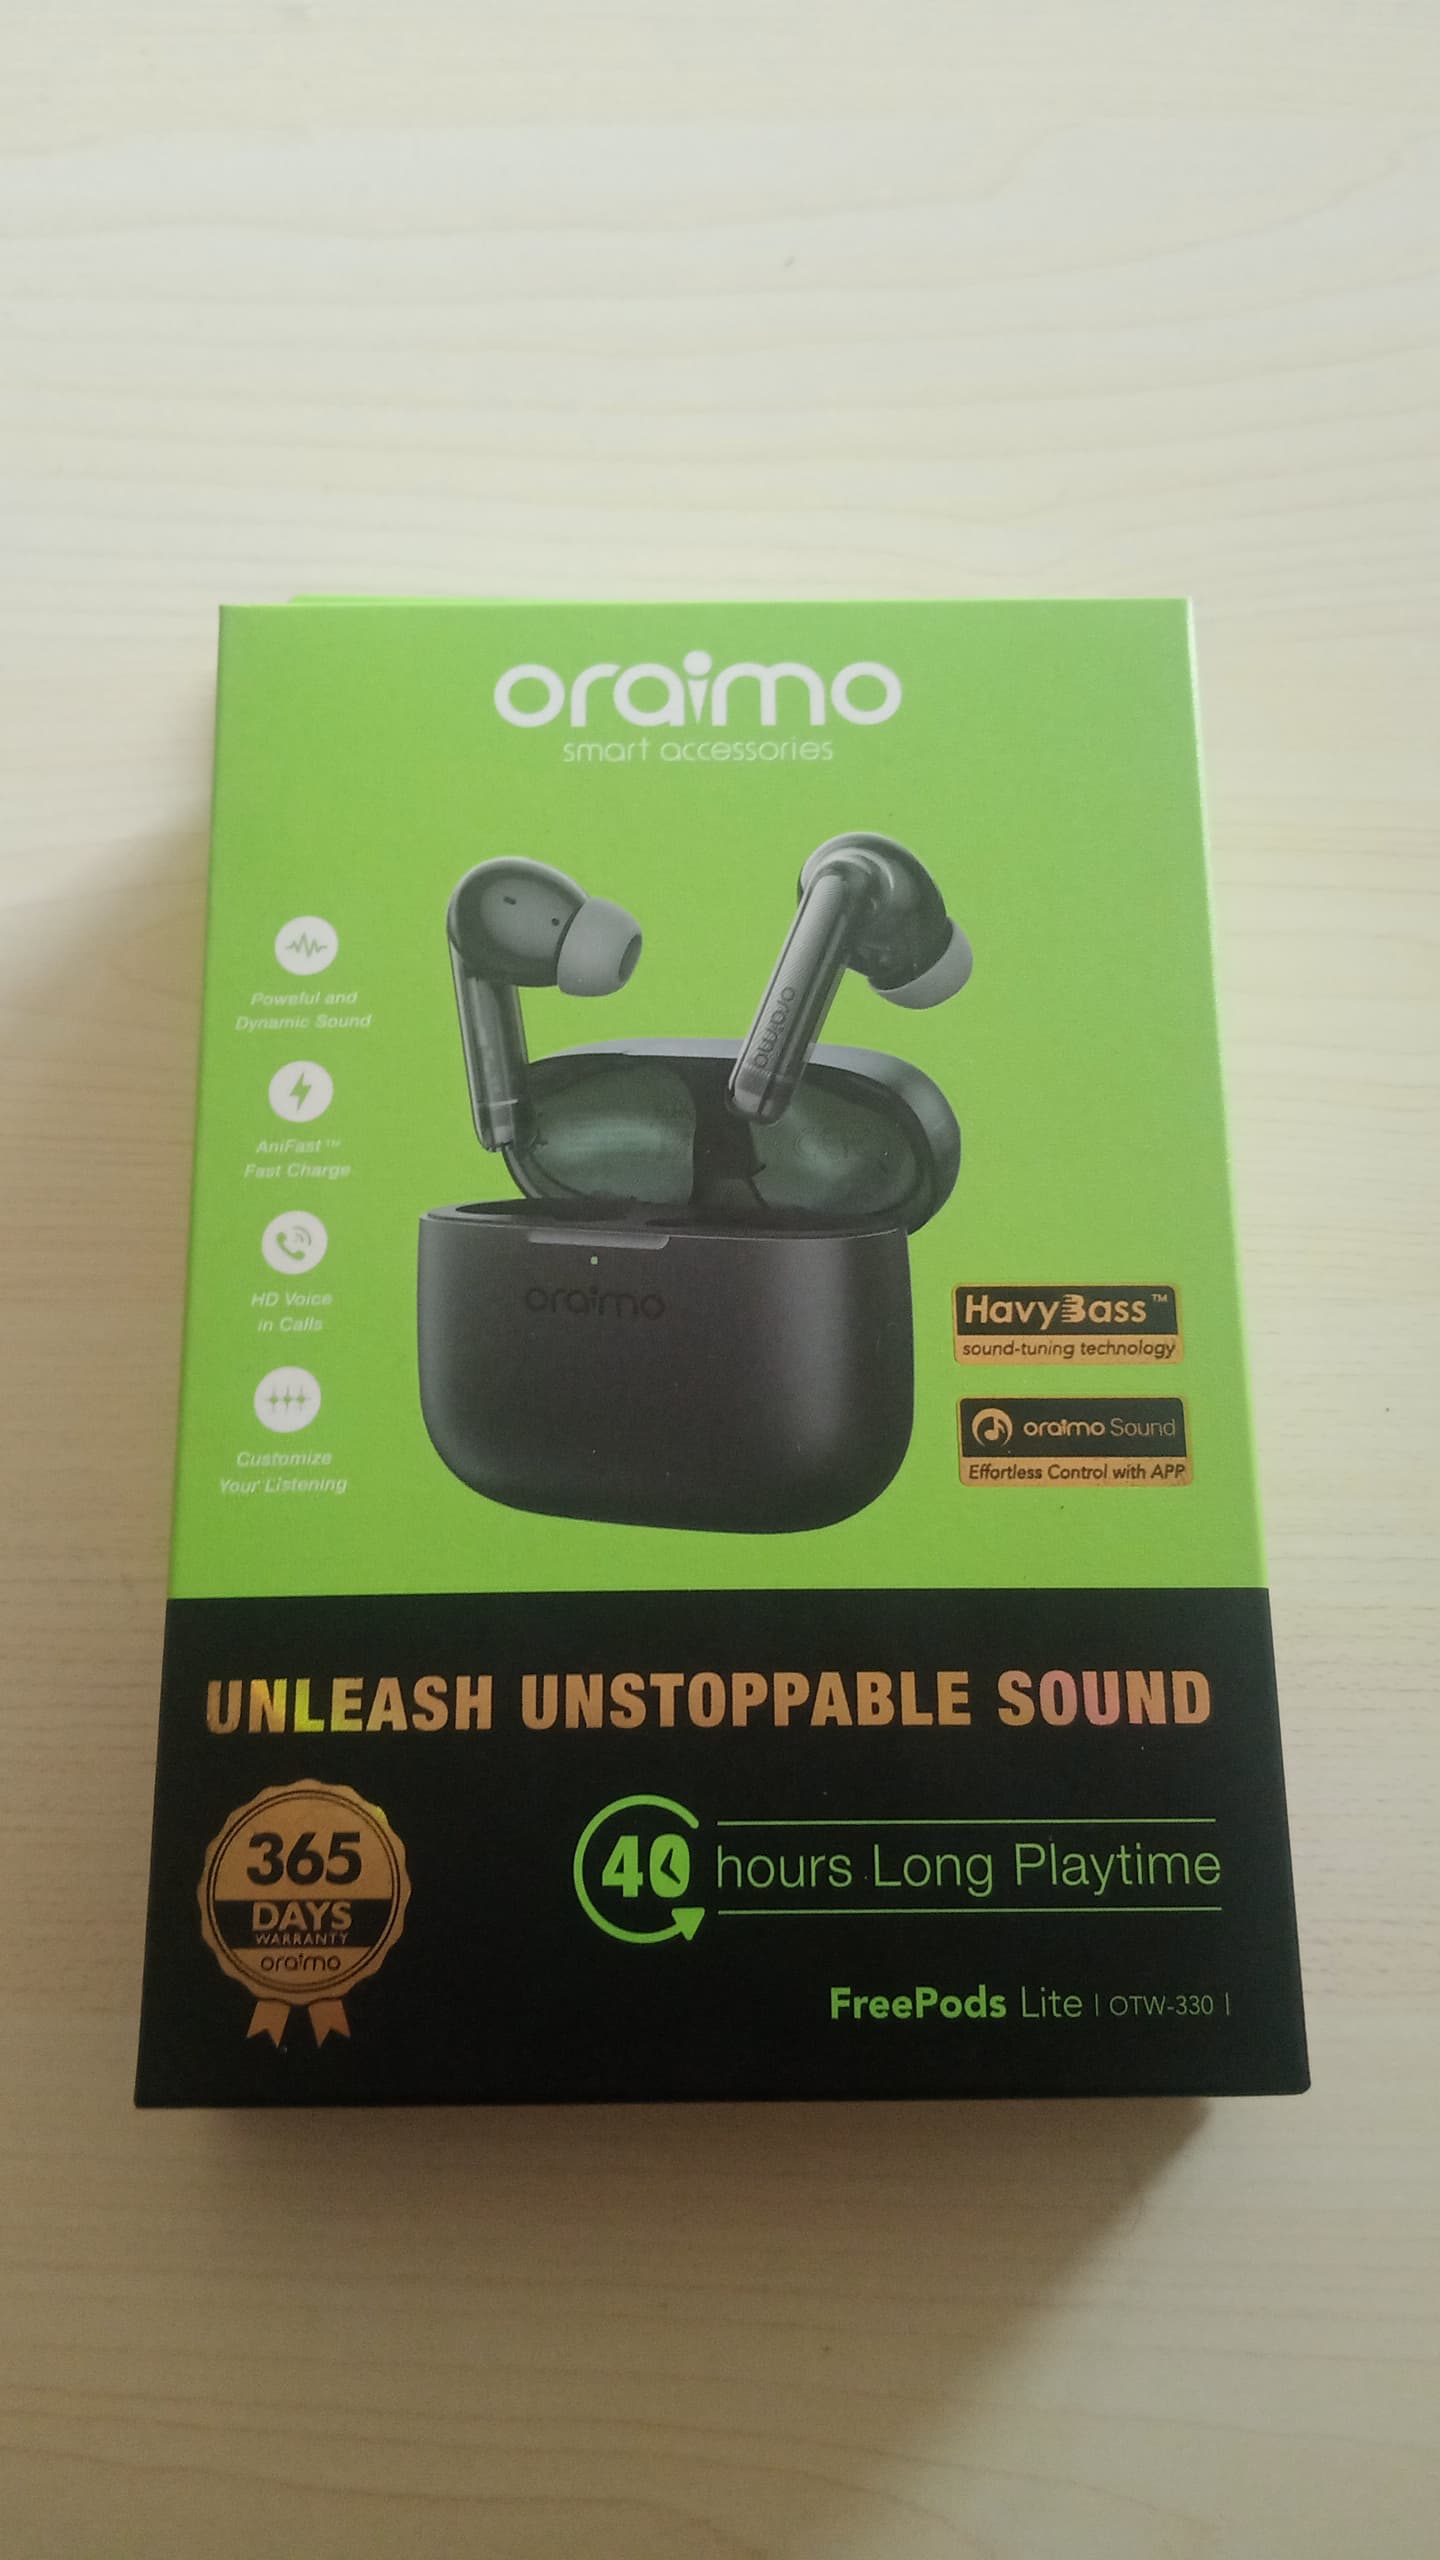 oraimo
smart accessories
oraimo
Poweful and
Dynamic Sound
AniFast™
Fast Charge
HD Voice
in Calls
Customize
Your Listening
oraimo
HavyBass™
sound-tuning technology
oraimo Sound
Effortless Control with APP
UNLEASH UNSTOPPABLE SOUND
365
DAYS
WARRANTY
oraimo
40 hours Long Playtime
FreePods Lite | OTW-330 |